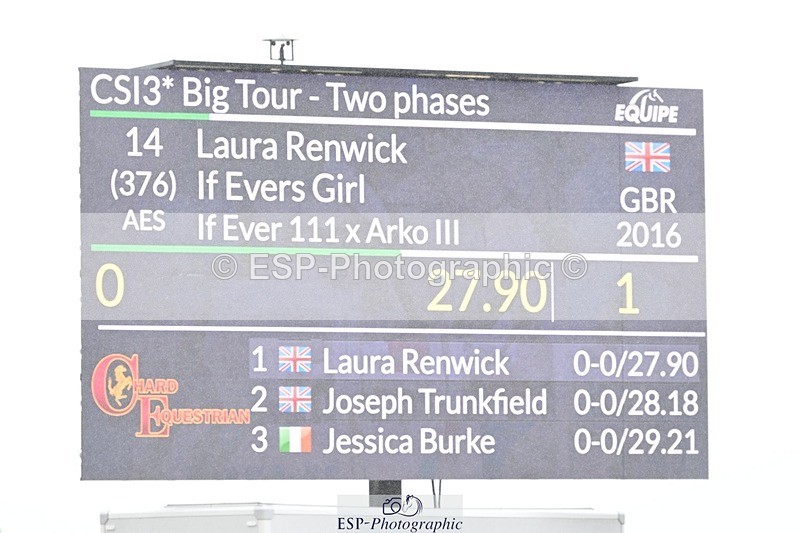 CSI3* Big Tour - Two phases
EQUIPE
14 Laura Renwick
(376) If Evers Girl GBR
AES If Ever 111 x Arko III 2016
© ESP-Photographic ©
0 27.90 1
CHARD EQUESTRIAN
1 Laura Renwick 0-0/27.90
2 Joseph Trunkfield 0-0/28.18
3 Jessica Burke 0-0/29.21
ESP-Photographic